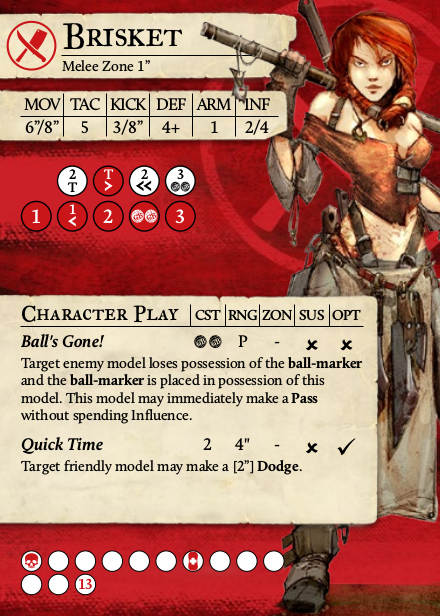 Brisket
Melee Zone 1"
MOV TAC KICK DEF ARM INF
6"/8" 5 3/8" 4+ 1 2/4
2 T T > 2 << 3
1 1 < 2 3
Character Play CST RNG ZON SUS OPT
Ball's Gone! P - ✘ ✘
Target enemy model loses possession of the ball-marker
and the ball-marker is placed in possession of this
model. This model may immediately make a Pass
without spending Influence.
Quick Time 2 4" - ✘ ✓
Target friendly model may make a [2"] Dodge.
13